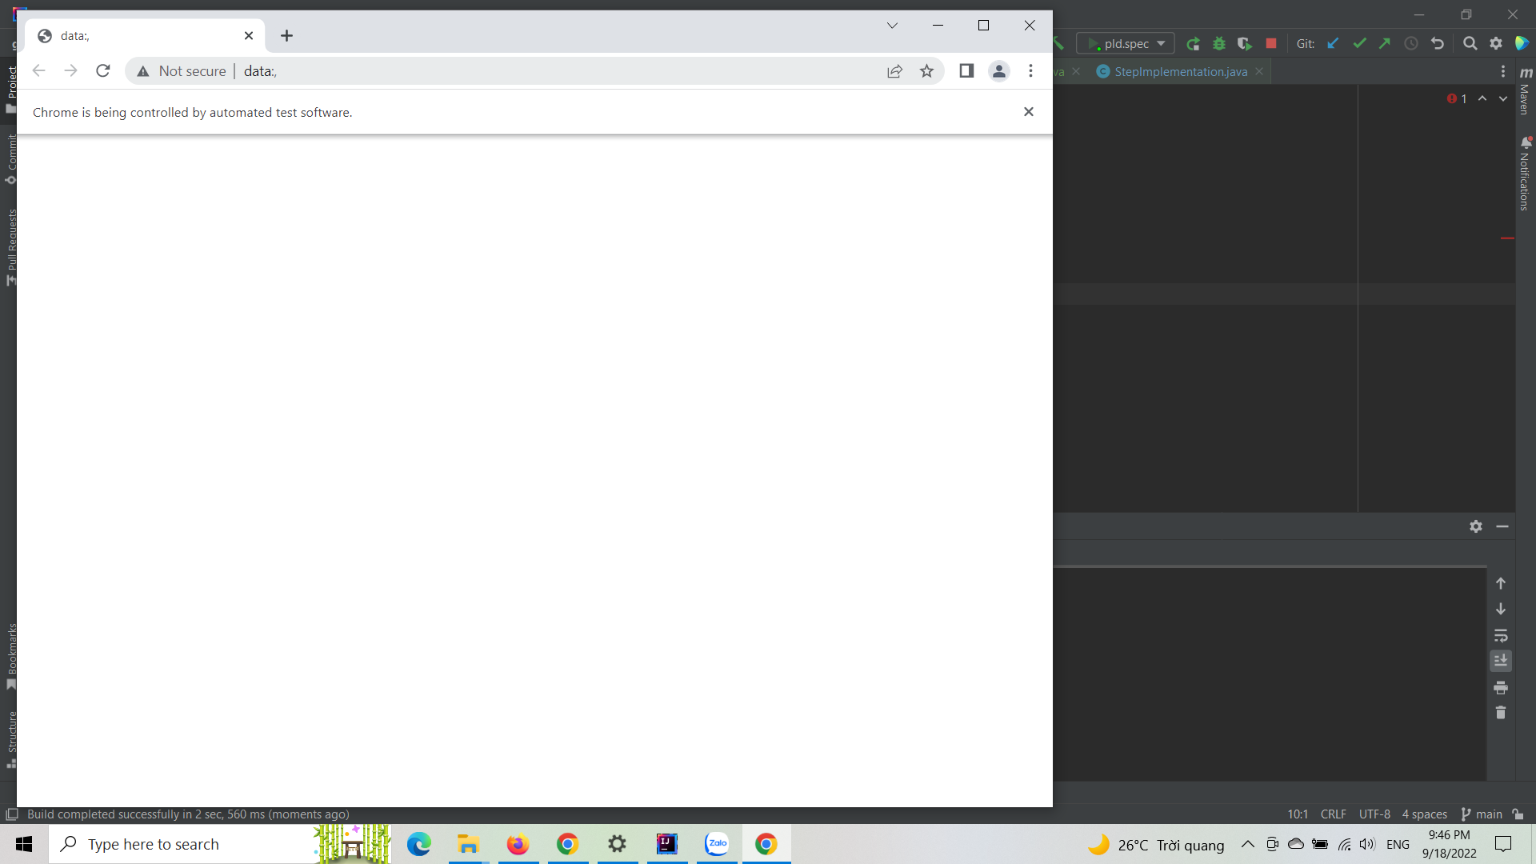 data:,
pld.spec
Git:
Not secure
data:,
va
StepImplementation.java
Chrome is being controlled by automated test software.
1
Project
Commit
Pull Requests
Bookmarks
Structure
m
Maven
Notifications
Build completed successfully in 2 sec, 560 ms (moments ago)
10:1 CRLF UTF-8 4 spaces main
Type here to search
IJ
Zalo
26°C Trời quang
ENG
9:46 PM
9/18/2022